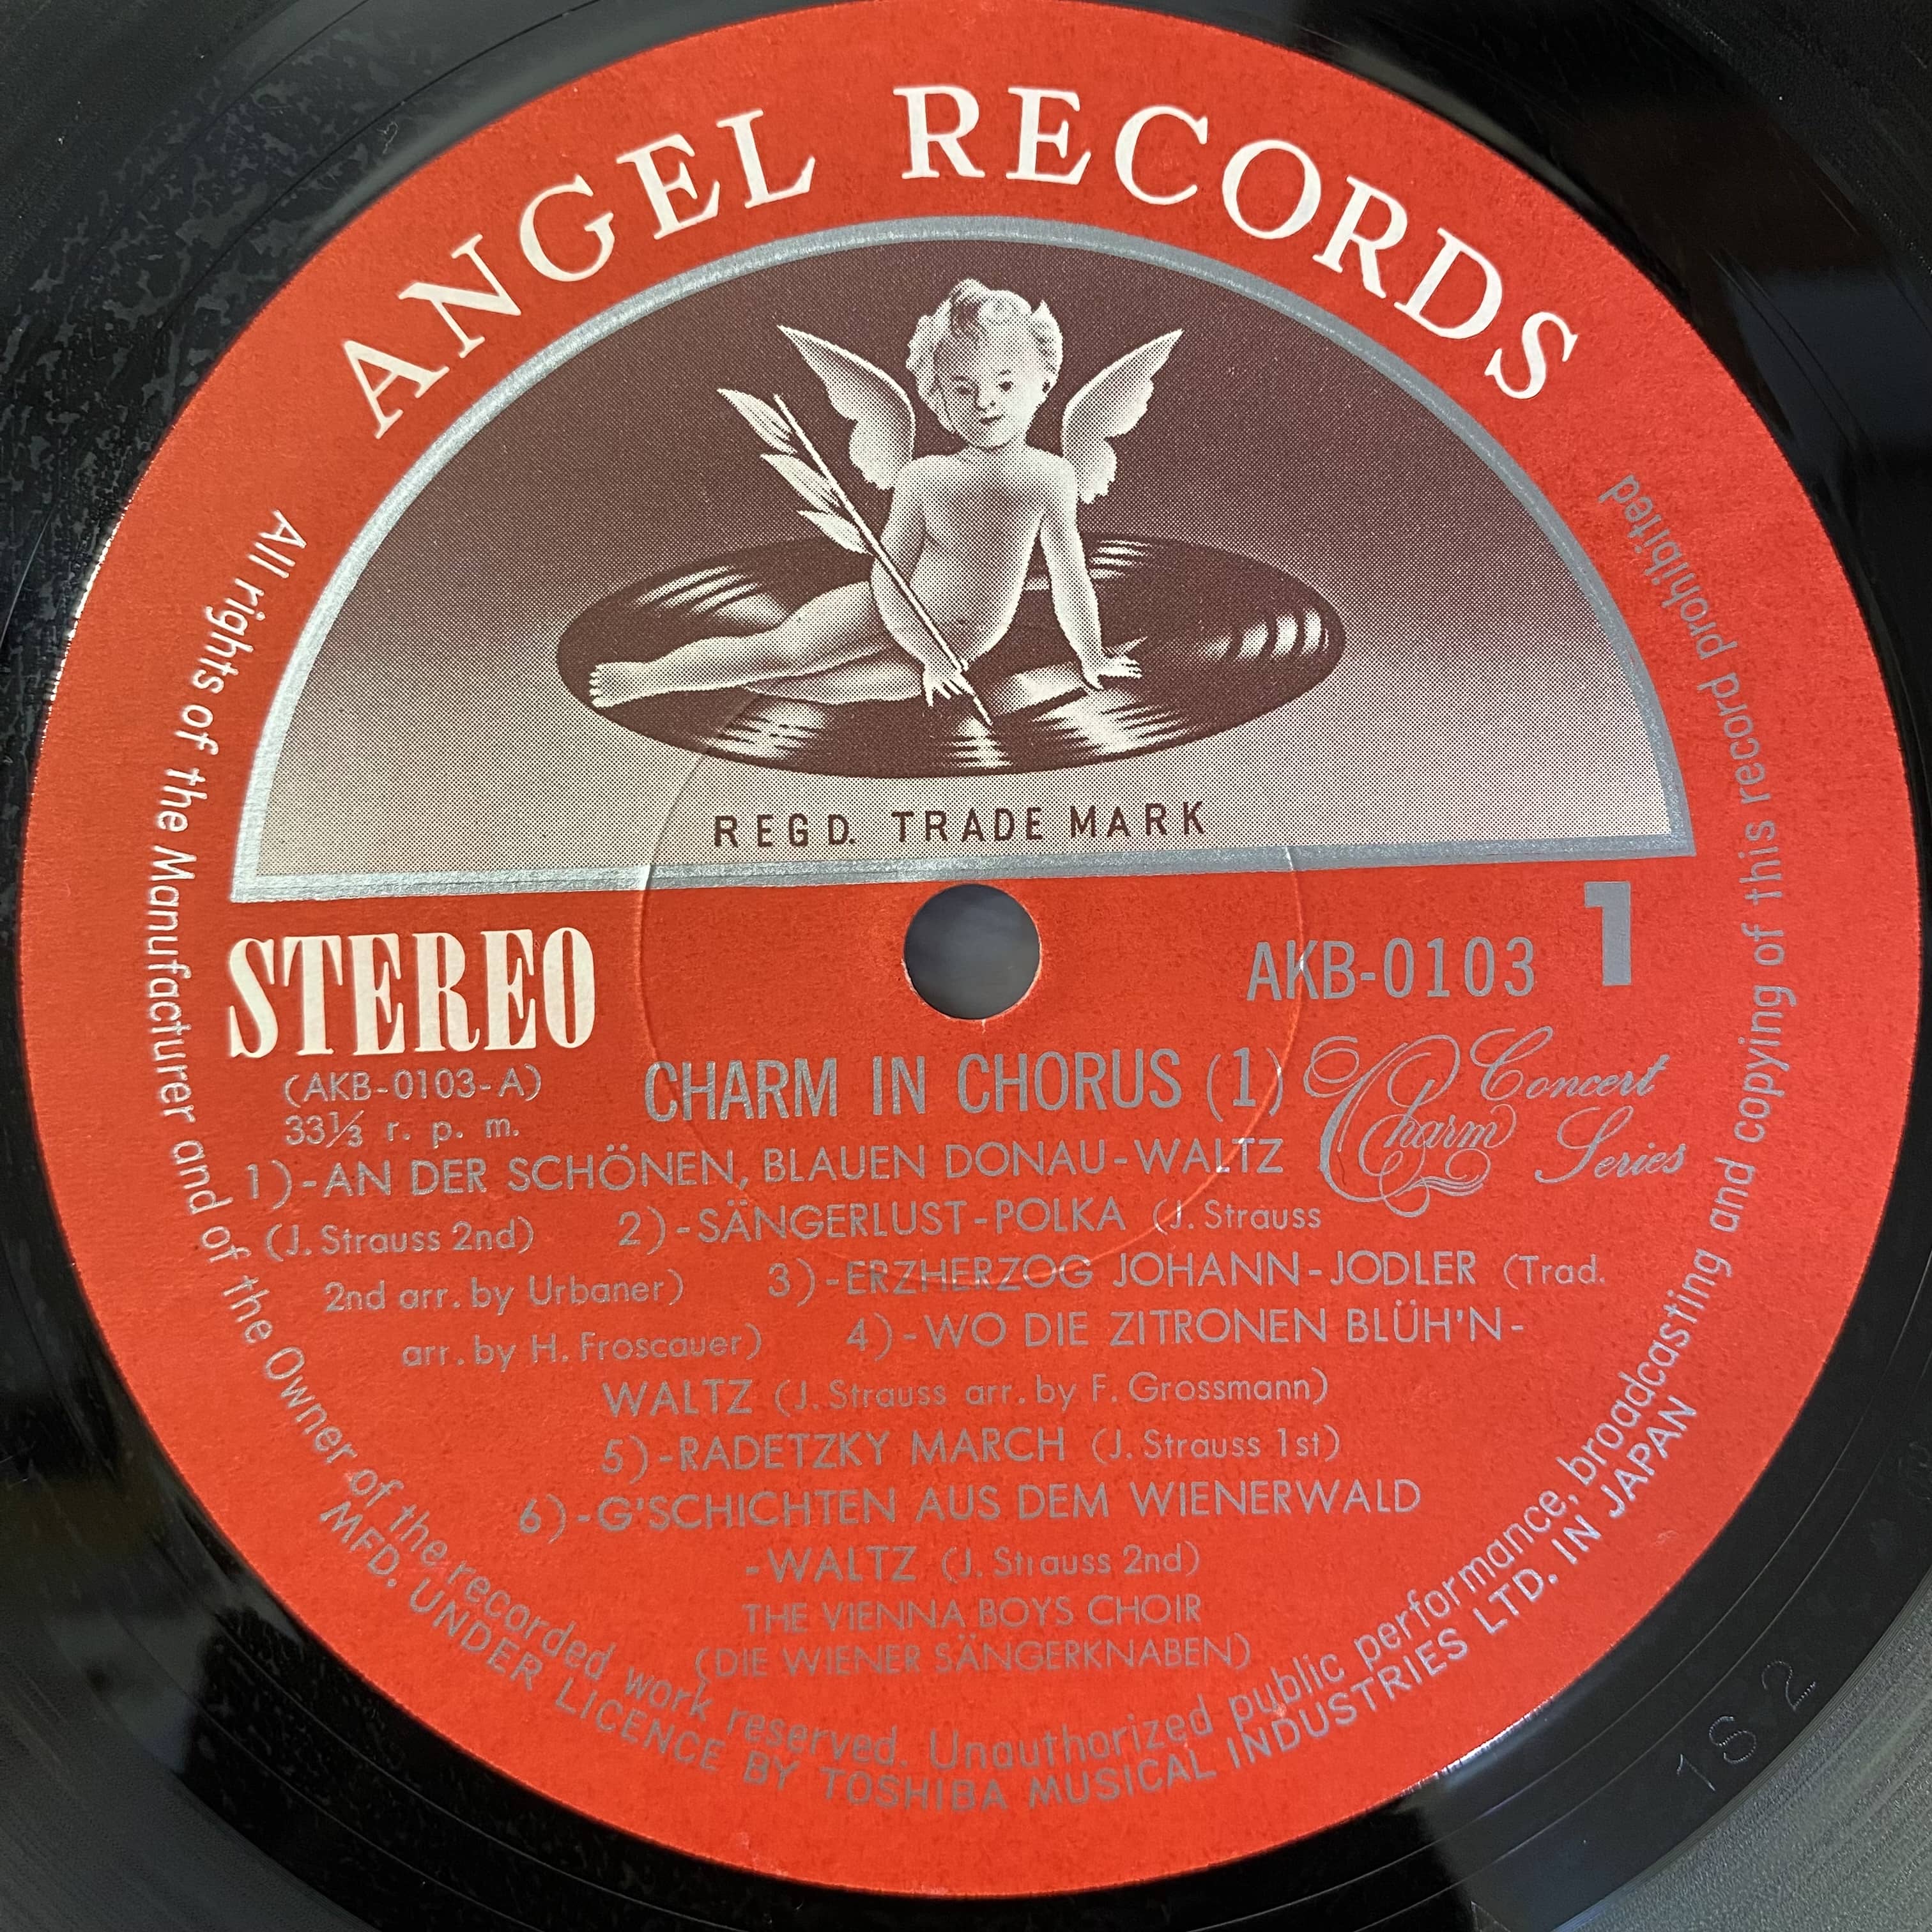 ANGEL RECORDS
REGD. TRADE MARK
STEREO
AKB-0103
1
(AKB-0103-A)
33⅓ r. p. m.
CHARM IN CHORUS (1)
Charm Concert Series
1)-AN DER SCHÖNEN, BLAUEN DONAU-WALTZ
(J. Strauss 2nd) 2)-SÄNGERLUST-POLKA (J. Strauss
2nd arr. by Urbaner) 3)-ERZHERZOG JOHANN-JODLER (Trad.
arr. by H. Froscauer) 4)-WO DIE ZITRONEN BLÜH'N-
WALTZ (J. Strauss arr. by F. Grossmann)
5)-RADETZKY MARCH (J. Strauss 1st)
6)-G'SCHICHTEN AUS DEM WIENERWALD
-WALTZ (J. Strauss 2nd)
THE VIENNA BOYS CHOIR
(DIE WIENER SÄNGERKNABEN)
All rights of the Manufacturer and of the Owner of the recorded work reserved. Unauthorized public performance, broadcasting and copying of this record prohibited
MFD. UNDER LICENCE BY TOSHIBA MUSICAL INDUSTRIES LTD. IN JAPAN
1S 2